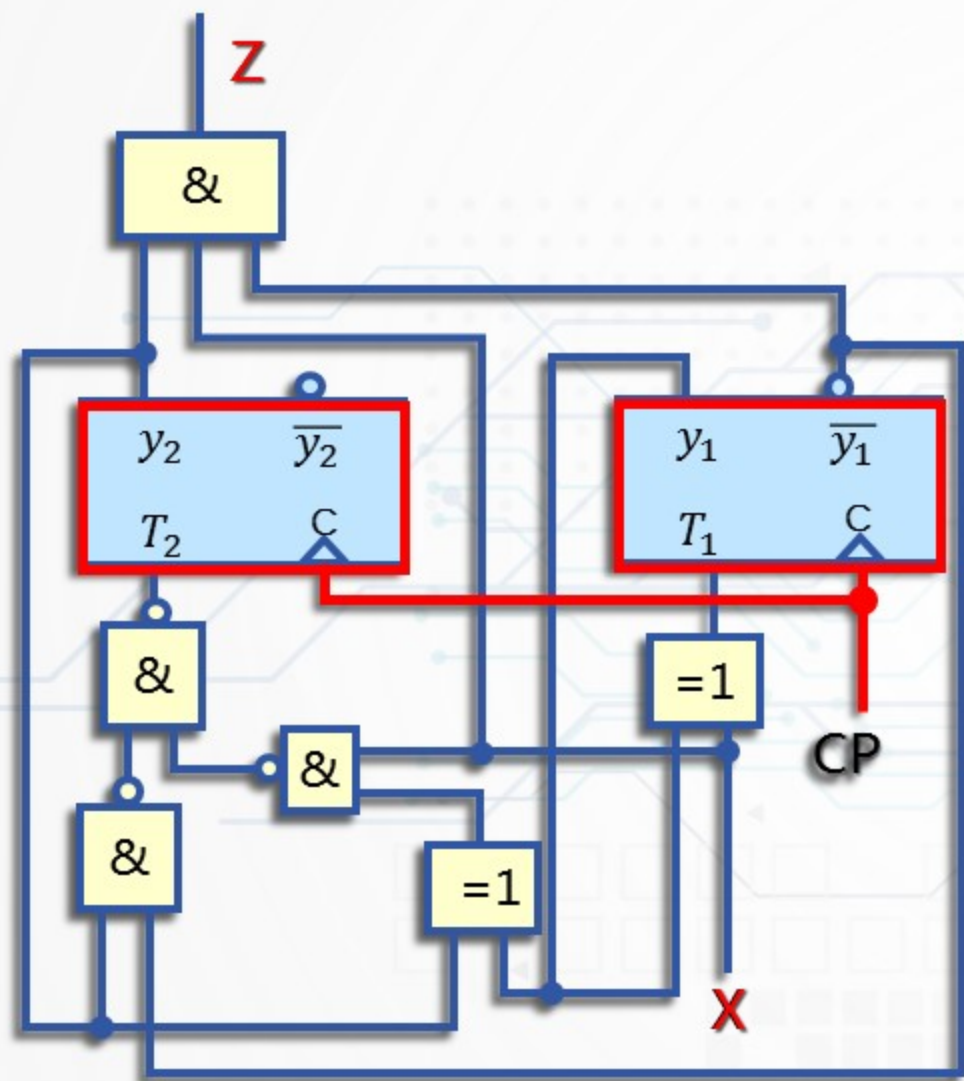 Z
&
y₂ y̅₂ y₁ y̅₁
T₂ C T₁ C
& =1
& CP
& =1
X